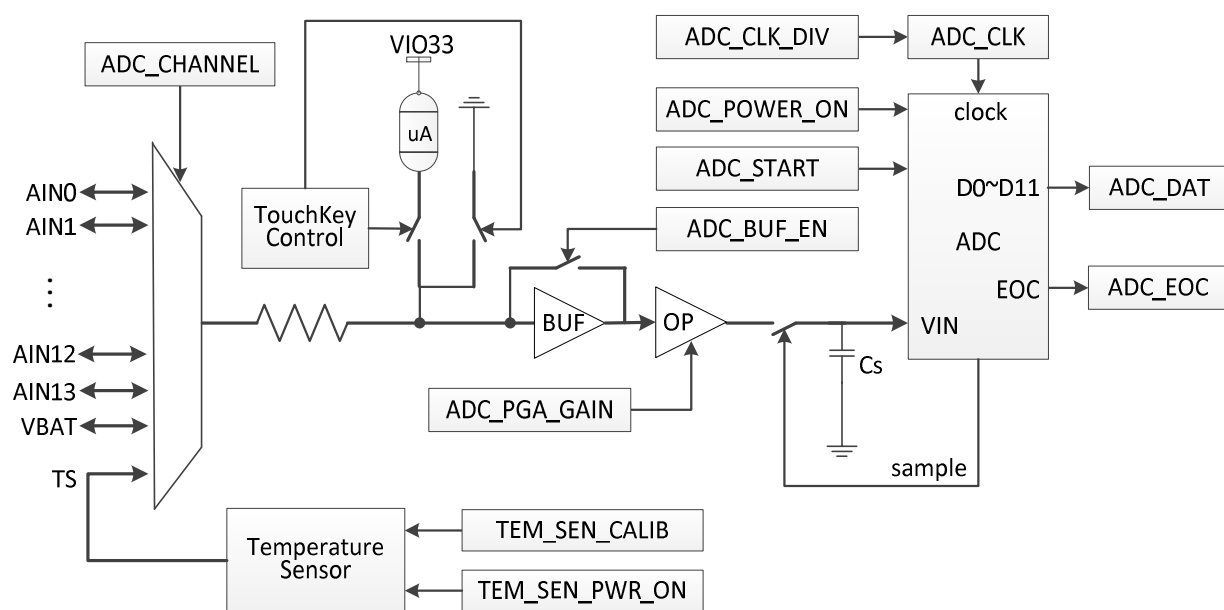 ADC_CLK_DIV
ADC_CLK
VIO33
ADC_CHANNEL
ADC_POWER_ON
clock
uA
ADC_START
AIN0
D0~D11
ADC_DAT
AIN1
TouchKey
Control
ADC_BUF_EN
ADC
⋮
EOC
ADC_EOC
BUF
OP
VIN
AIN12
Cs
AIN13
ADC_PGA_GAIN
VBAT
sample
TS
TEM_SEN_CALIB
Temperature
Sensor
TEM_SEN_PWR_ON